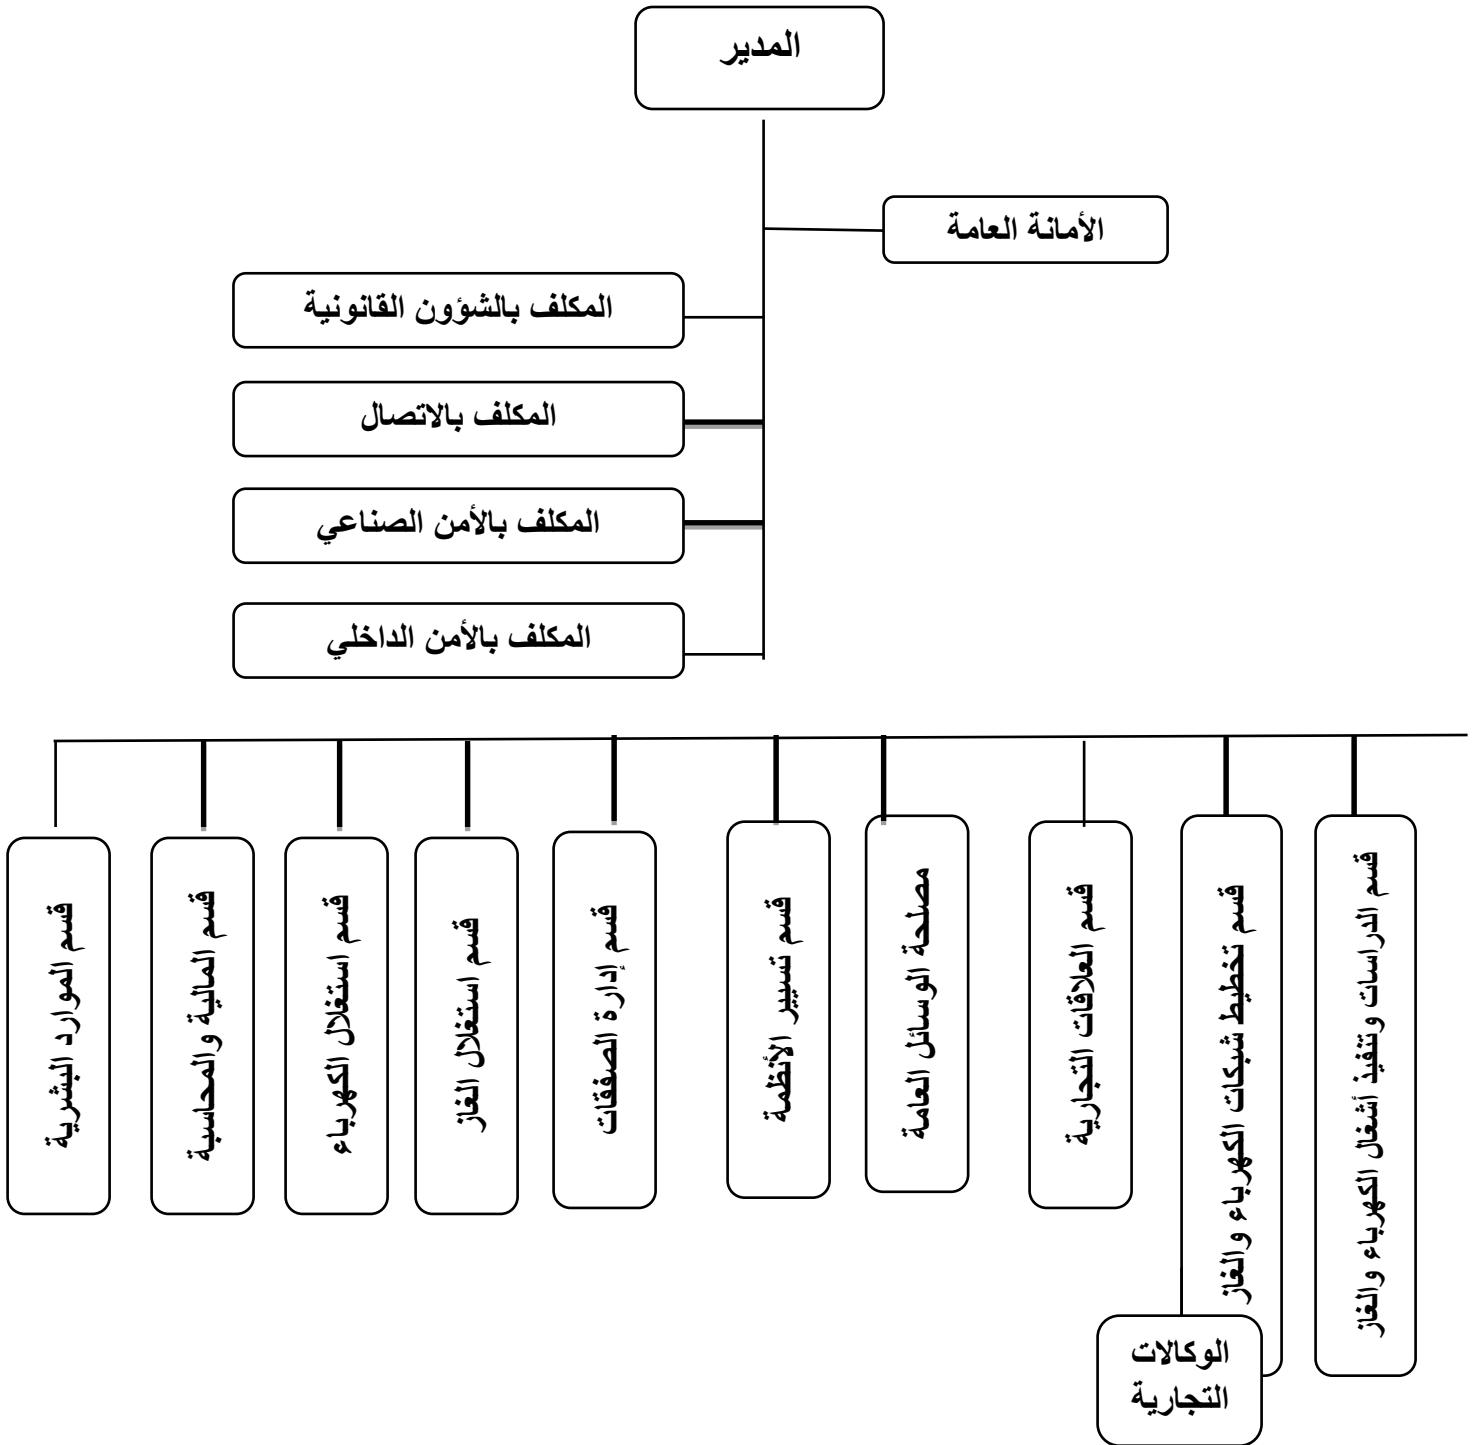 المدير
الأمانة العامة
المكلف بالشؤون القانونية
المكلف بالاتصال
المكلف بالأمن الصناعي
المكلف بالأمن الداخلي
قسم الدراسات وتنفيذ أشغال الكهرباء والغاز
قسم تخطيط شبكات الكهرباء والغاز
قسم العلاقات التجارية
مصلحة الوسائل العامة
قسم تسيير الأنظمة
قسم إدارة الصفقات
قسم استغلال الغاز
قسم استغلال الكهرباء
قسم المالية والمحاسبة
قسم الموارد البشرية
الوكالات
التجارية